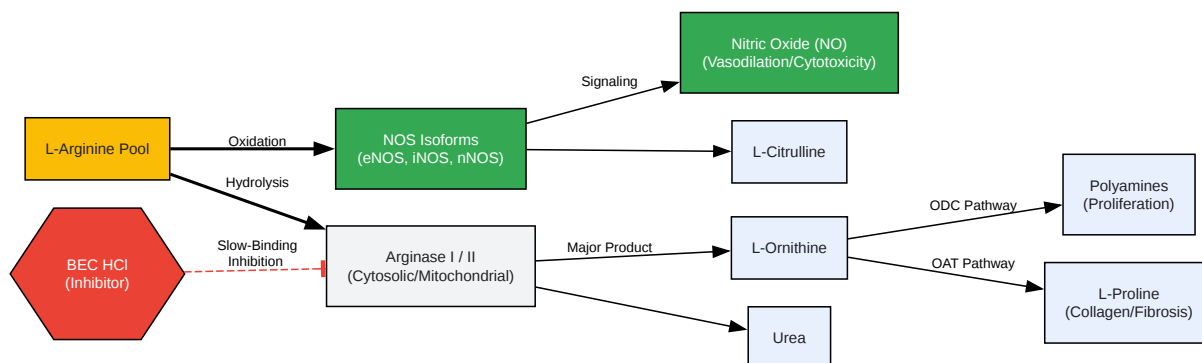 Nitric Oxide (NO)
(Vasodilation/Cytotoxicity)
Signaling
L-Arginine Pool
Oxidation
NOS Isoforms
(eNOS, iNOS, nNOS)
L-Citrulline
Hydrolysis
Polyamines
(Proliferation)
ODC Pathway
BEC HCl
(Inhibitor)
Slow-Binding
Inhibition
Arginase I / II
(Cytosolic/Mitochondrial)
Major Product
L-Ornithine
OAT Pathway
L-Proline
(Collagen/Fibrosis)
Urea